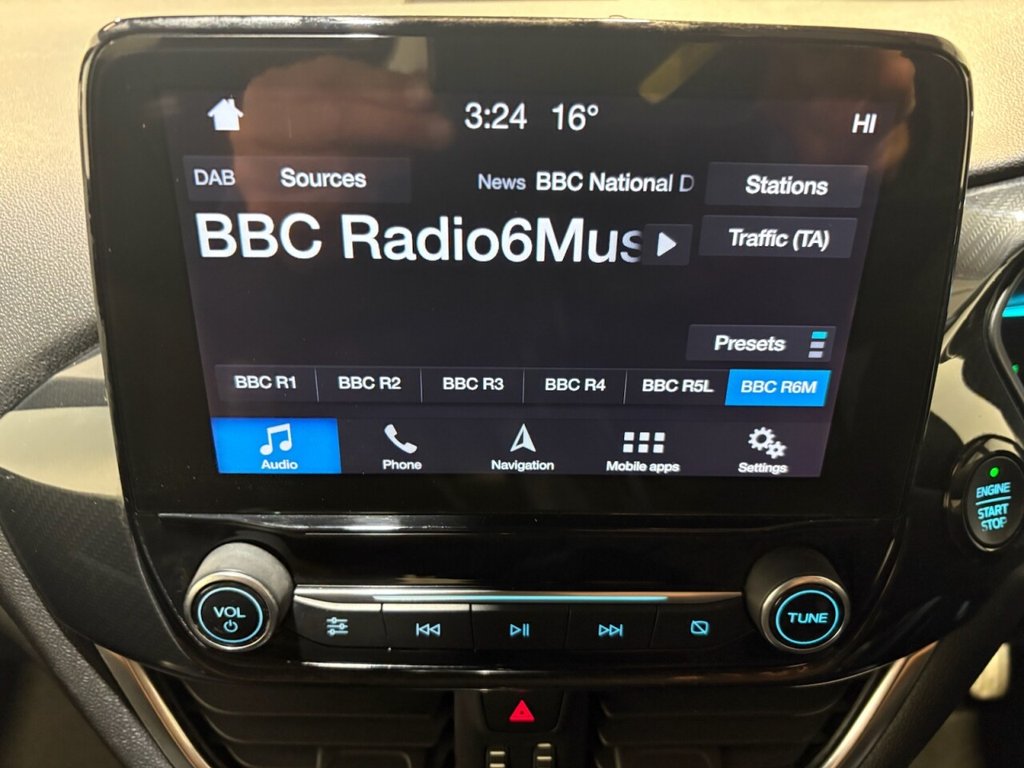 3:24 16° HI
DAB Sources News BBC National D Stations
BBC Radio6Mus Traffic (TA)
Presets
BBC R1 BBC R2 BBC R3 BBC R4 BBC R5L BBC R6M
Audio Phone Navigation Mobile apps Settings
ENGINE
START
STOP
VOL TUNE